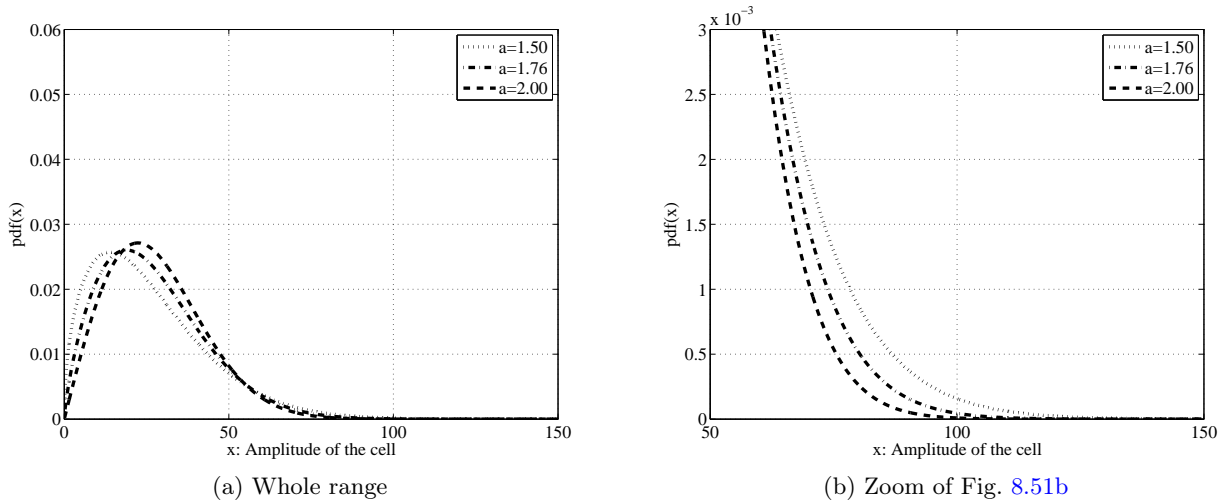 0.06
0.05
0.04
0.03
0.02
0.01
0
pdf(x)
0 50 100 150
x: Amplitude of the cell
a=1.50
a=1.76
a=2.00
(a) Whole range
x 10⁻³
3
2.5
2
1.5
1
0.5
0
pdf(x)
50 100 150
x: Amplitude of the cell
a=1.50
a=1.76
a=2.00
(b) Zoom of Fig. 8.51b